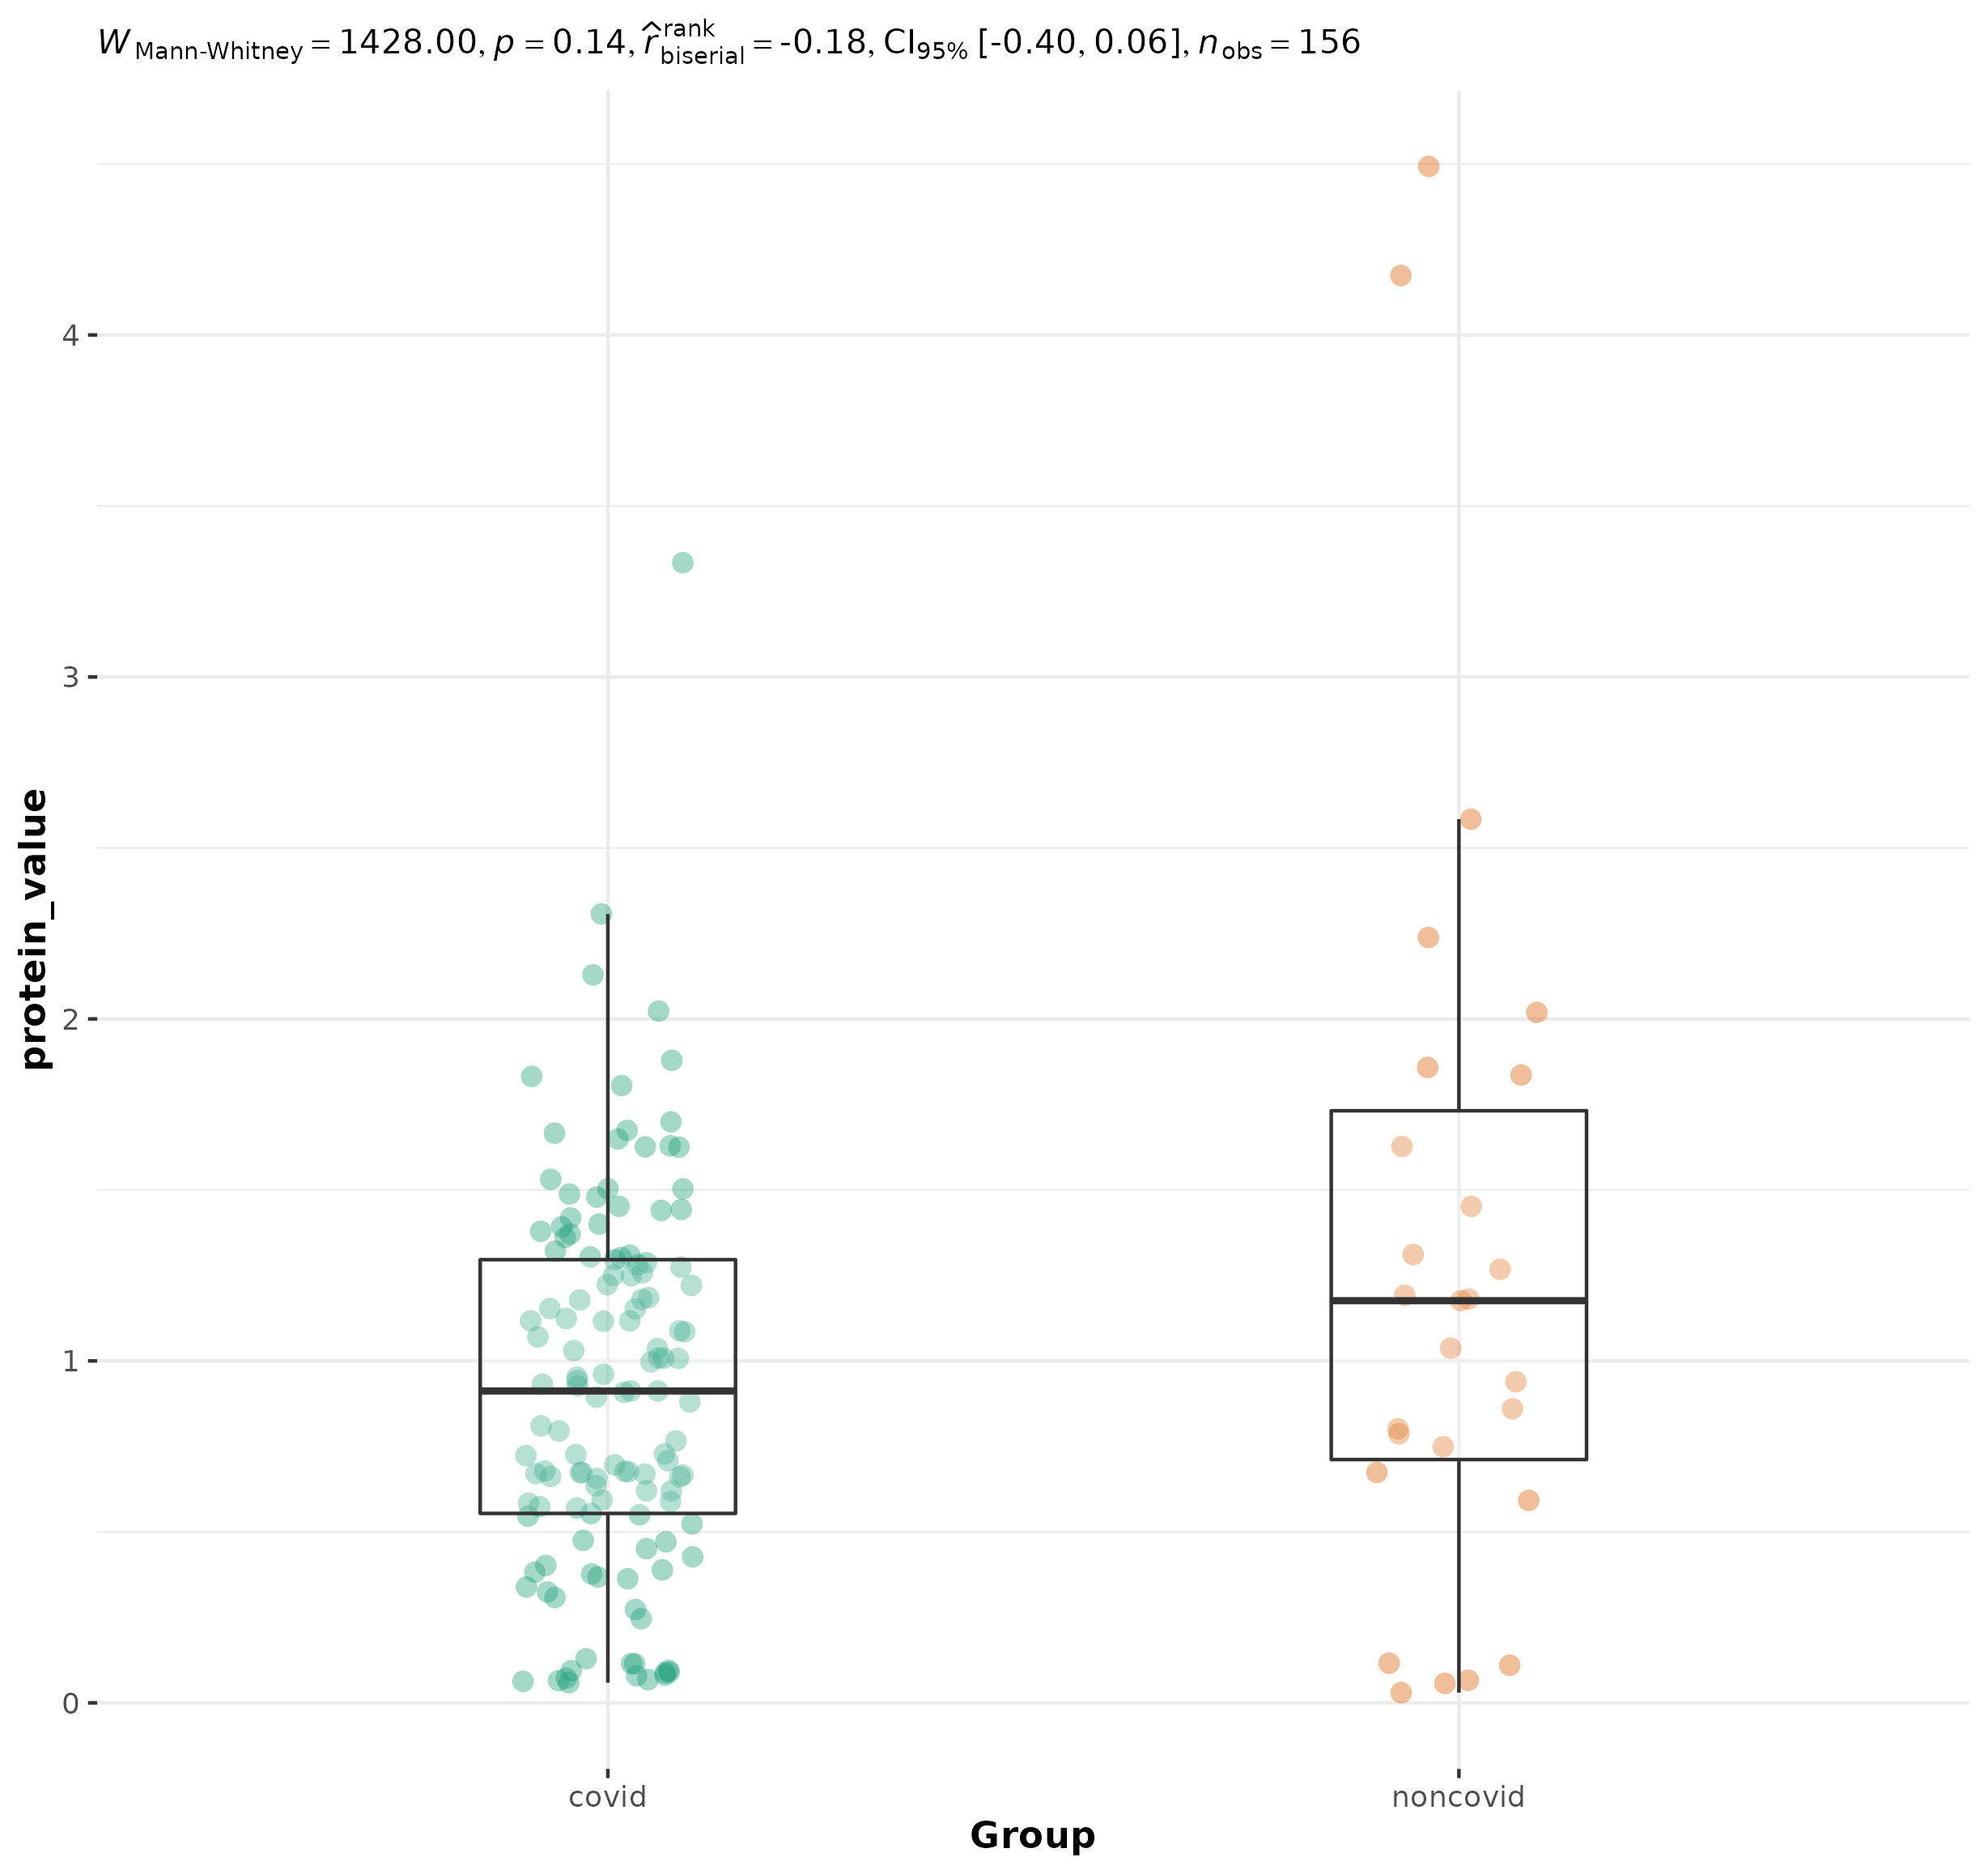 W Mann-Whitney = 1428.00, p = 0.14, r̂ rank biserial = -0.18, CI95% [-0.40, 0.06], nobs = 156
4
3
2
1
0
protein_value
covid noncovid
Group